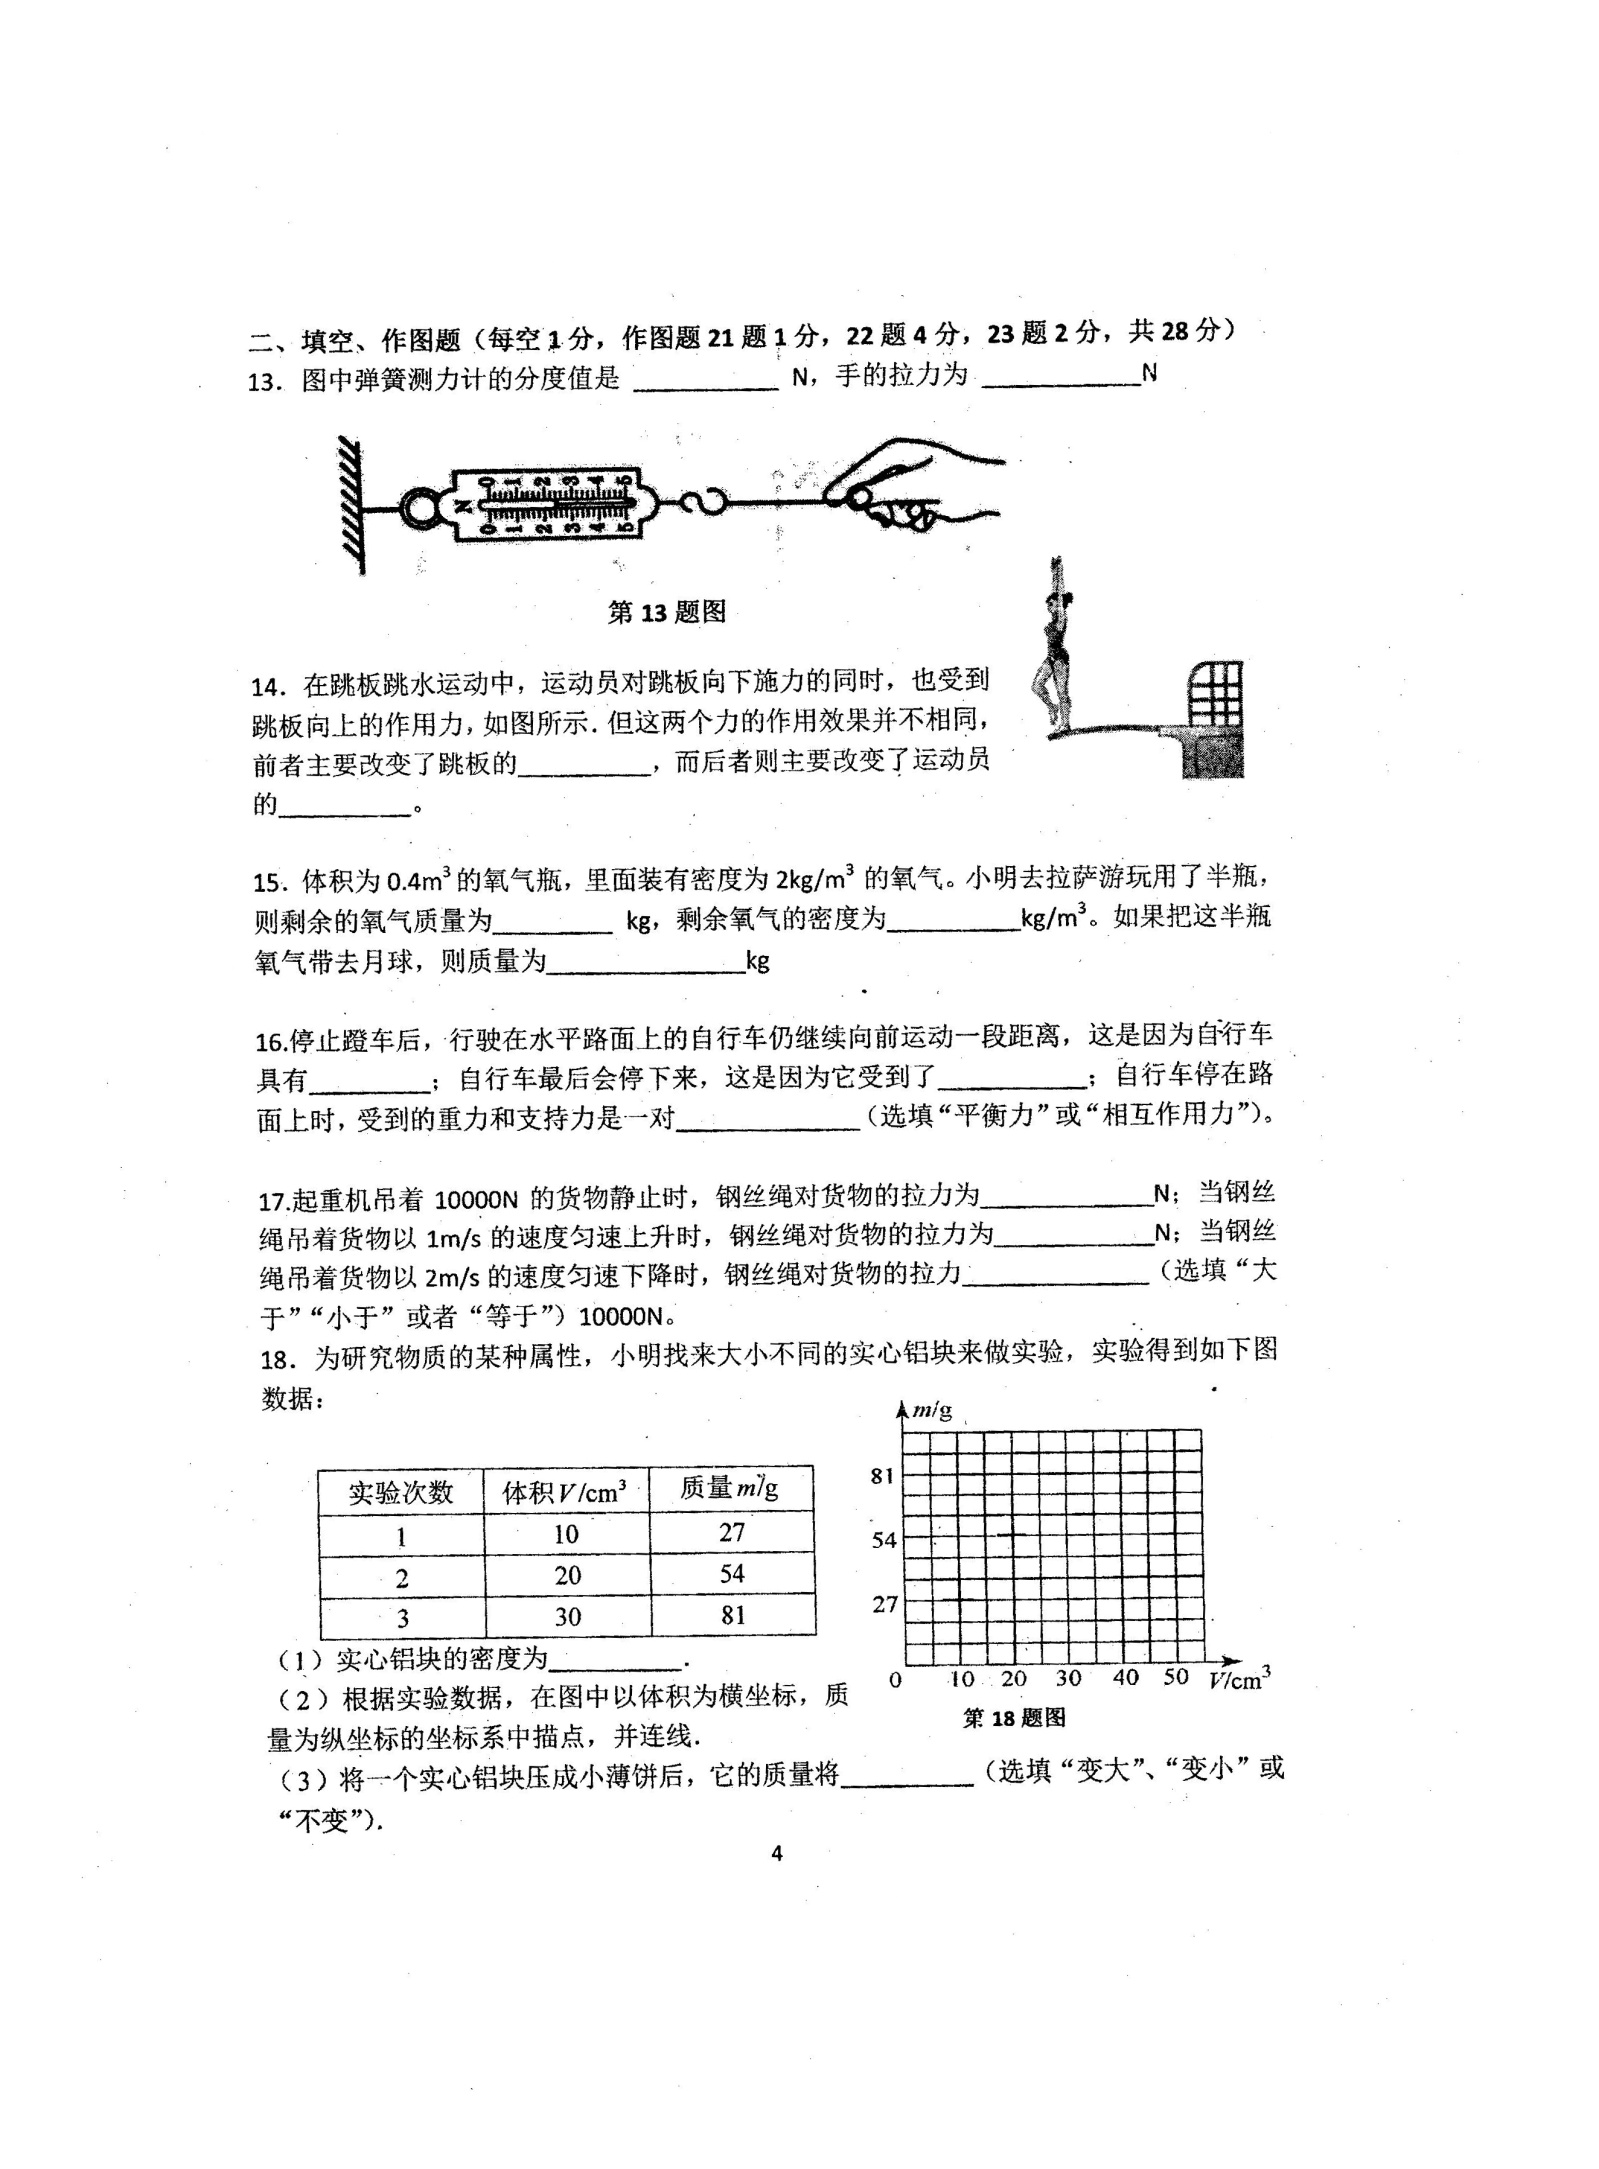 二、填空、作图题（每空1分，作图题21题1分，22题4分，23题2分，共28分）
13．图中弹簧测力计的分度值是 __________ N，手的拉力为 ___________N
N
0 1 2 3 4 5
0 1 2 3 4 5
第13题图
14．在跳板跳水运动中，运动员对跳板向下施力的同时，也受到
跳板向上的作用力，如图所示．但这两个力的作用效果并不相同，
前者主要改变了跳板的_________，而后者则主要改变了运动员
的_________。
15．体积为0.4m³的氧气瓶，里面装有密度为2kg/m³的氧气。小明去拉萨游玩用了半瓶，
则剩余的氧气质量为________ kg，剩余氧气的密度为_________kg/m³。如果把这半瓶
氧气带去月球，则质量为______________kg
16.停止蹬车后，行驶在水平路面上的自行车仍继续向前运动一段距离，这是因为自行车
具有________；自行车最后会停下来，这是因为它受到了__________；自行车停在路
面上时，受到的重力和支持力是一对____________（选填“平衡力”或“相互作用力”）。
17.起重机吊着 10000N 的货物静止时，钢丝绳对货物的拉力为____________N；当钢丝
绳吊着货物以 1m/s 的速度匀速上升时，钢丝绳对货物的拉力为___________N；当钢丝
绳吊着货物以 2m/s 的速度匀速下降时，钢丝绳对货物的拉力____________（选填“大
于”“小于”或者“等于”）10000N。
18．为研究物质的某种属性，小明找来大小不同的实心铝块来做实验，实验得到如下图
数据：
实验次数 体积V/cm³ 质量m/g
1 10 27
2 20 54
3 30 81
m/g
81
54
27
0 10 20 30 40 50 V/cm³
第18题图
（1）实心铝块的密度为_________．
（2）根据实验数据，在图中以体积为横坐标，质
量为纵坐标的坐标系中描点，并连线．
（3）将一个实心铝块压成小薄饼后，它的质量将_________（选填“变大”、“变小”或
“不变”）．
4